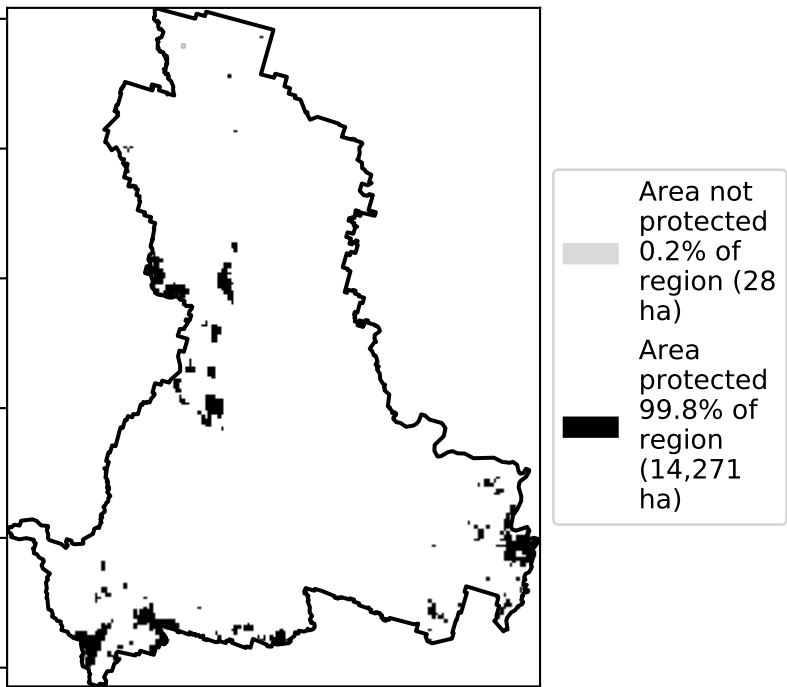 Area not
protected
0.2% of
region (28
ha)
Area
protected
99.8% of
region
(14,271
ha)